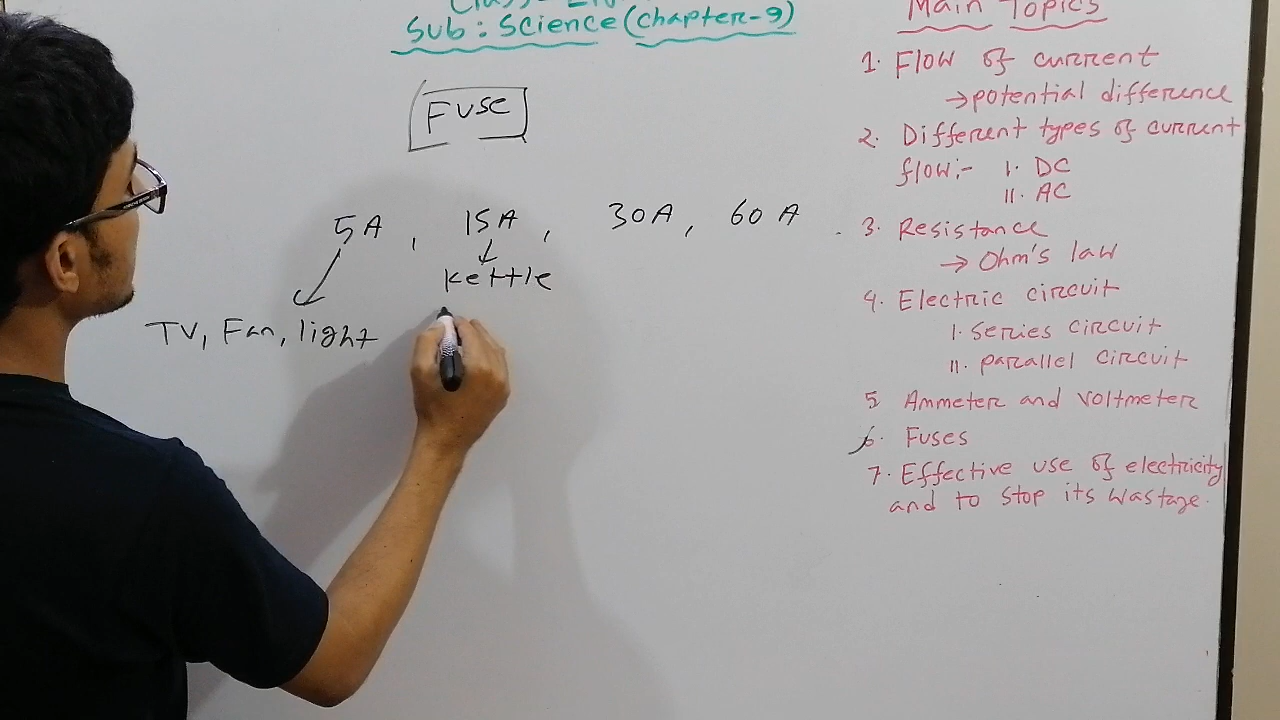 Sub : Science (chapter-9)
Fuse
5A , 15A , 30A , 60A
Kettle
TV, Fan, light
Main Topics
1. Flow of current
→ potential difference
2. Different types of current
flow:- I. DC
II. AC
3. Resistance
→ Ohm's law
4. Electric circuit
I. series circuit
II. parallel circuit
5 Ammeter and voltmeter
6. Fuses
7. Effective use of electricity
and to stop its wastage.